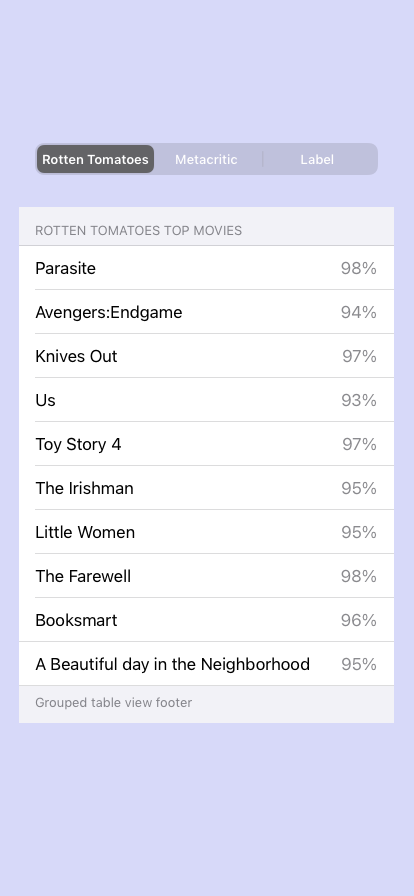 Rotten Tomatoes Metacritic Label
ROTTEN TOMATOES TOP MOVIES
Parasite 98%
Avengers:Endgame 94%
Knives Out 97%
Us 93%
Toy Story 4 97%
The Irishman 95%
Little Women 95%
The Farewell 98%
Booksmart 96%
A Beautiful day in the Neighborhood 95%
Grouped table view footer